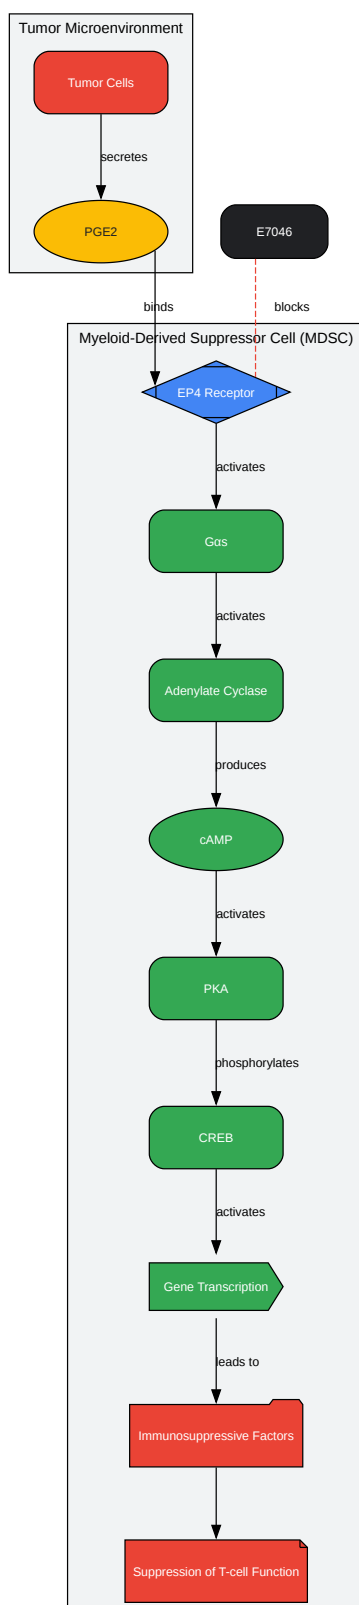 Tumor Microenvironment
Tumor Cells
secretes
PGE2
E7046
binds
blocks
Myeloid-Derived Suppressor Cell (MDSC)
EP4 Receptor
activates
Gαs
activates
Adenylate Cyclase
produces
cAMP
activates
PKA
phosphorylates
CREB
activates
Gene Transcription
leads to
Immunosuppressive Factors
Suppression of T-cell Function